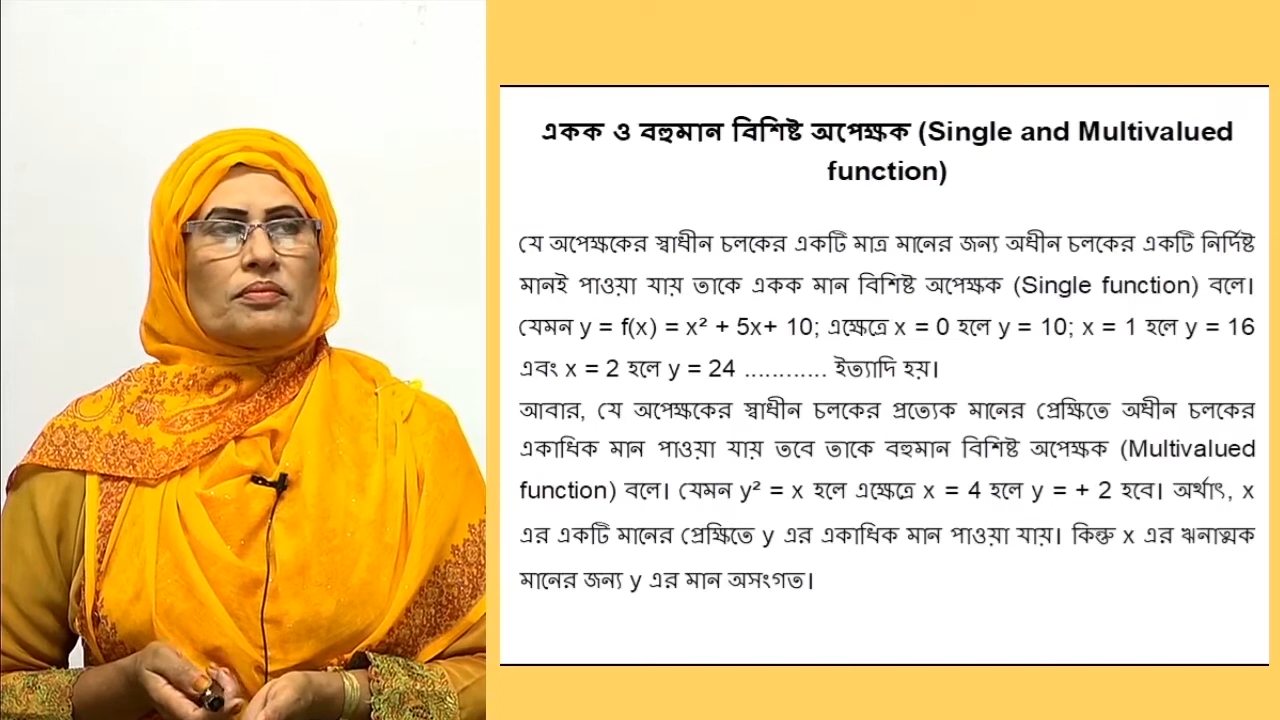 একক ও বহুমান বিশিষ্ট অপেক্ষক (Single and Multivalued
function)
যে অপেক্ষকের স্বাধীন চলকের একটি মাত্র মানের জন্য অধীন চলকের একটি নির্দিষ্ট
মানই পাওয়া যায় তাকে একক মান বিশিষ্ট অপেক্ষক (Single function) বলে।
যেমন y = f(x) = x² + 5x+ 10; এক্ষেত্রে x = 0 হলে y = 10; x = 1 হলে y = 16
এবং x = 2 হলে y = 24 ............ ইত্যাদি হয়।
আবার, যে অপেক্ষকের স্বাধীন চলকের প্রত্যেক মানের প্রেক্ষিতে অধীন চলকের
একাধিক মান পাওয়া যায় তবে তাকে বহুমান বিশিষ্ট অপেক্ষক (Multivalued
function) বলে। যেমন y² = x হলে এক্ষেত্রে x = 4 হলে y = + 2 হবে। অর্থাৎ, x
এর একটি মানের প্রেক্ষিতে y এর একাধিক মান পাওয়া যায়। কিন্তু x এর ঋনাত্মক
মানের জন্য y এর মান অসংগত।